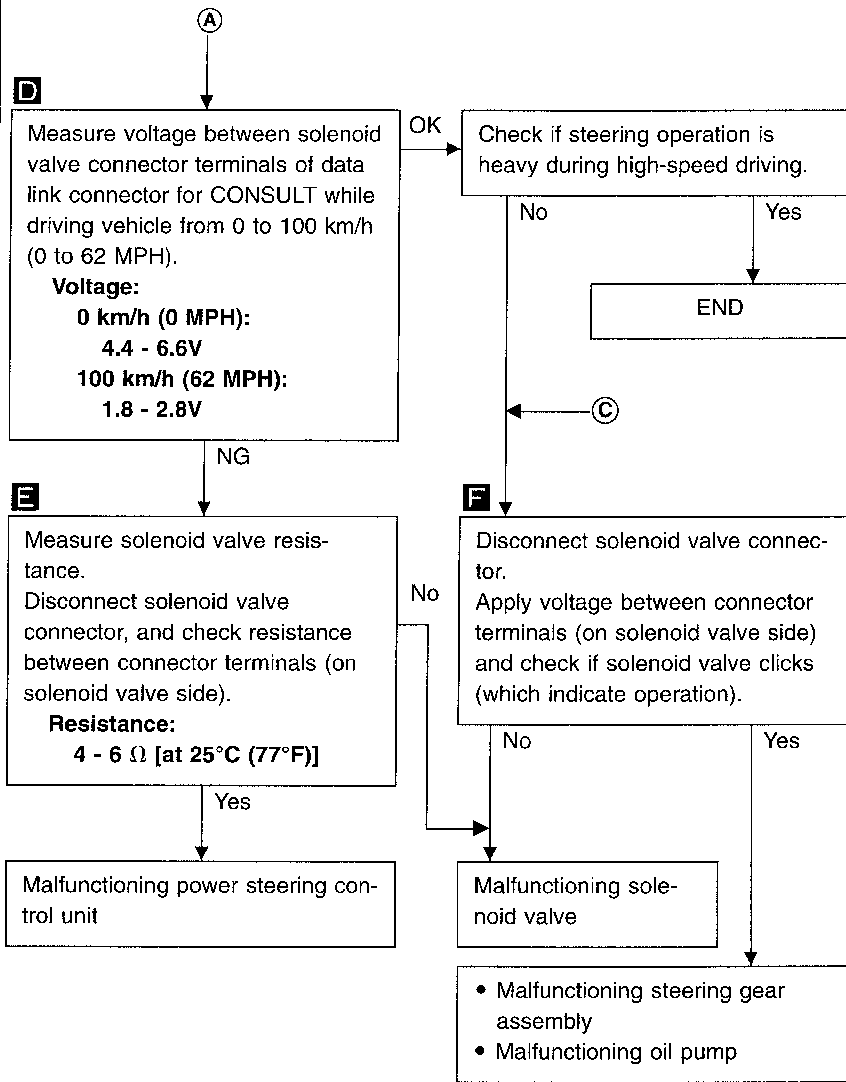 A
D
Measure voltage between solenoid
valve connector terminals of data
link connector for CONSULT while
driving vehicle from 0 to 100 km/h
(0 to 62 MPH).
Voltage:
0 km/h (0 MPH):
4.4 - 6.6V
100 km/h (62 MPH):
1.8 - 2.8V
OK
Check if steering operation is
heavy during high-speed driving.
No
Yes
END
C
NG
E
Measure solenoid valve resis-
tance.
Disconnect solenoid valve
connector, and check resistance
between connector terminals (on
solenoid valve side).
Resistance:
4 - 6 Ω [at 25°C (77°F)]
No
F
Disconnect solenoid valve connec-
tor.
Apply voltage between connector
terminals (on solenoid valve side)
and check if solenoid valve clicks
(which indicate operation).
No
Yes
Yes
Malfunctioning power steering con-
trol unit
Malfunctioning sole-
noid valve
• Malfunctioning steering gear
assembly
• Malfunctioning oil pump